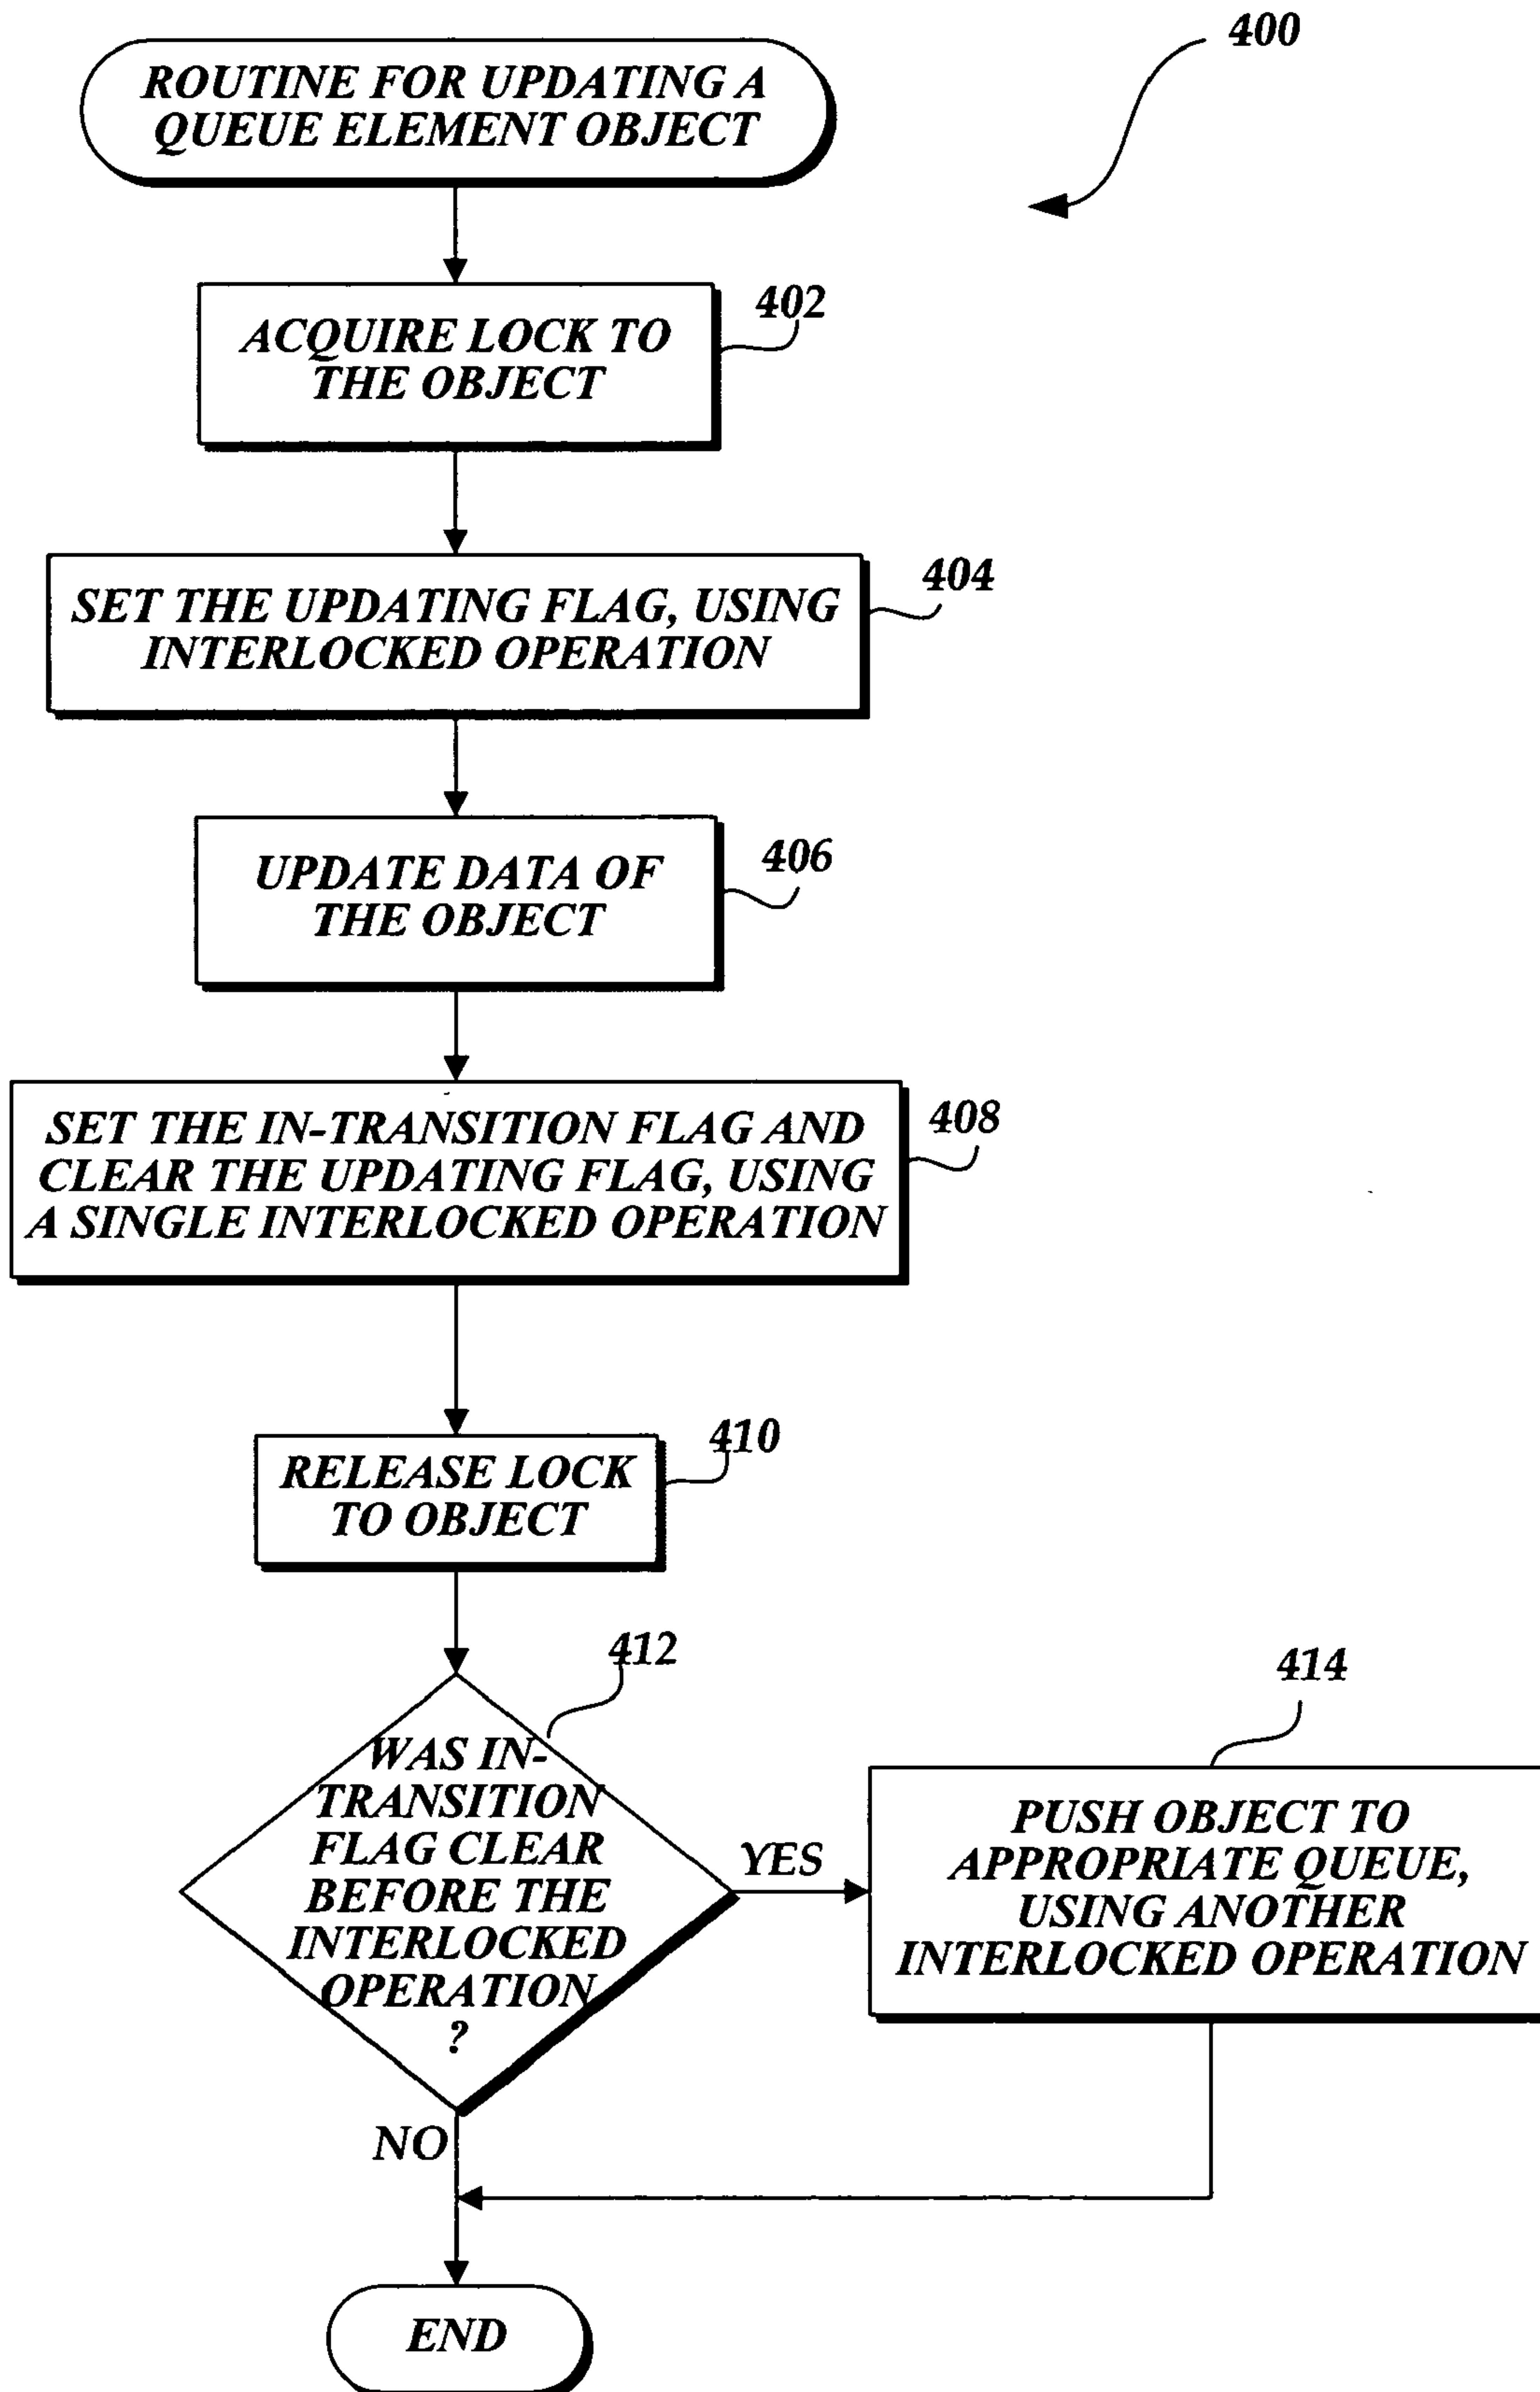 400
ROUTINE FOR UPDATING A
QUEUE ELEMENT OBJECT
402
ACQUIRE LOCK TO
THE OBJECT
404
SET THE UPDATING FLAG, USING
INTERLOCKED OPERATION
406
UPDATE DATA OF
THE OBJECT
408
SET THE IN-TRANSITION FLAG AND
CLEAR THE UPDATING FLAG, USING
A SINGLE INTERLOCKED OPERATION
410
RELEASE LOCK
TO OBJECT
412
WAS IN-
TRANSITION
FLAG CLEAR
BEFORE THE
INTERLOCKED
OPERATION
?
YES
414
PUSH OBJECT TO
APPROPRIATE QUEUE,
USING ANOTHER
INTERLOCKED OPERATION
NO
END